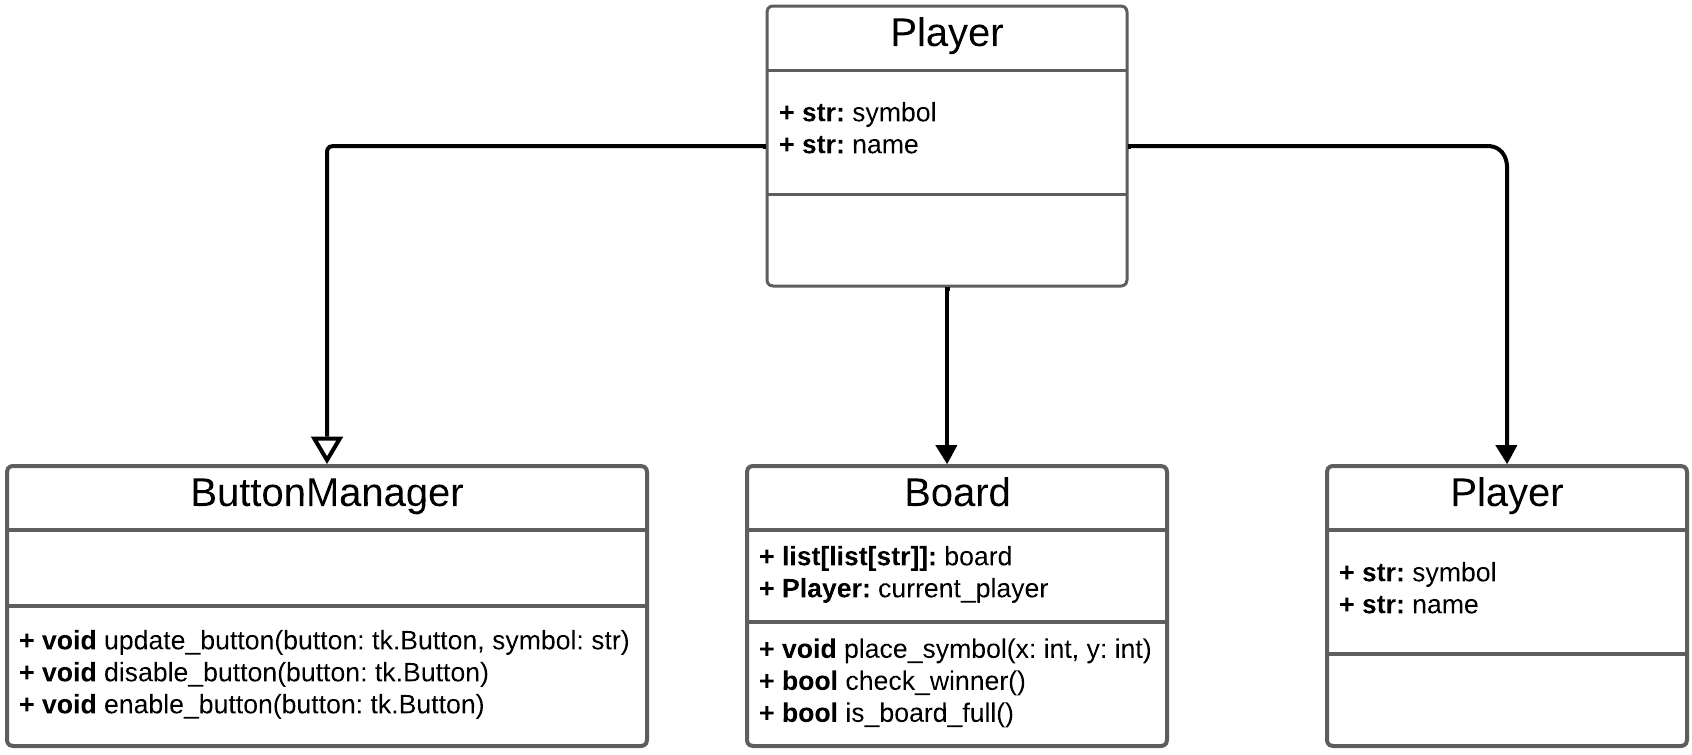 Player
+ str: symbol
+ str: name
ButtonManager
+ void update_button(button: tk.Button, symbol: str)
+ void disable_button(button: tk.Button)
+ void enable_button(button: tk.Button)
Board
+ list[list[str]]: board
+ Player: current_player
+ void place_symbol(x: int, y: int)
+ bool check_winner()
+ bool is_board_full()
Player
+ str: symbol
+ str: name